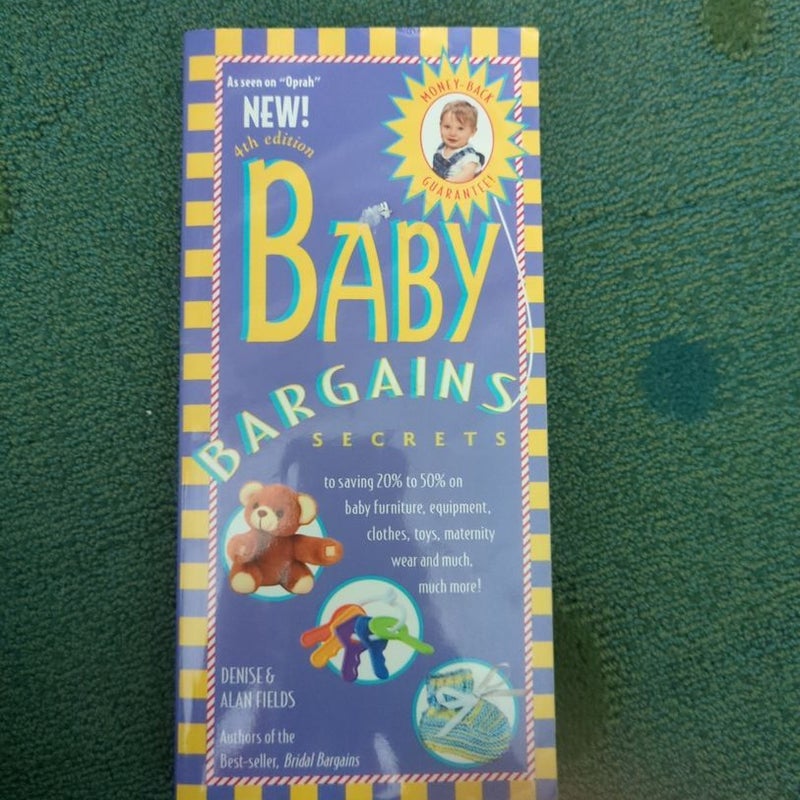 As seen on "Oprah"
NEW!
4th edition
MONEY-BACK
GUARANTEE!
BABY
BARGAINS
SECRETS
to saving 20% to 50% on
baby furniture, equipment,
clothes, toys, maternity
wear and much,
much more!
DENISE &
ALAN FIELDS
Authors of the
Best-seller, Bridal Bargains